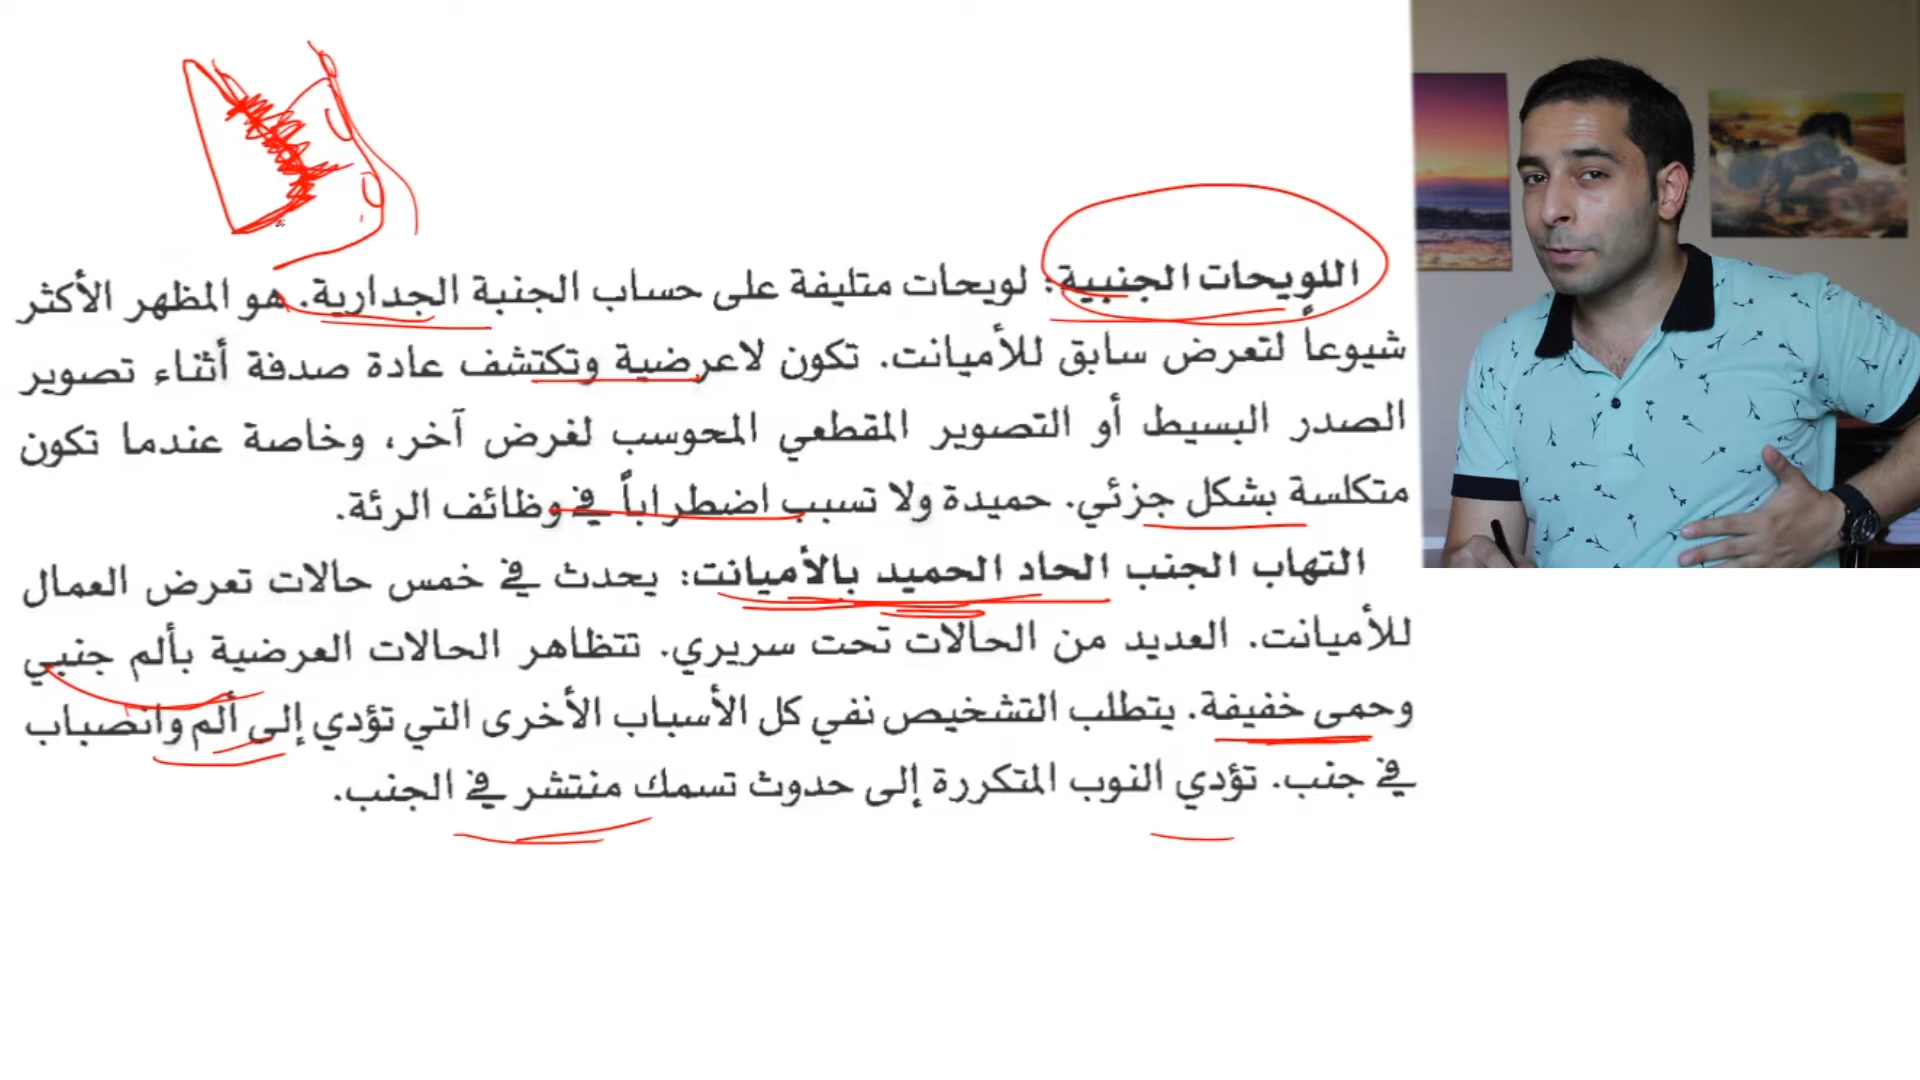 اللويحات الجنبية: لويحات متليفة على حساب الجنبة الجدارية. هو المظهر الأكثر
شيوعاً لتعرض سابق للأميانت. تكون لاعرضية وتكتشف عادة صدفة أثناء تصوير
الصدر البسيط أو التصوير المقطعي المحوسب لغرض آخر، وخاصة عندما تكون
متكلسة بشكل جزئي. حميدة ولا تسبب اضطراباً في وظائف الرئة.
التهاب الجنب الحاد الحميد بالأميانت: يحدث في خمس حالات تعرض العمال
للأميانت. العديد من الحالات تحت سريري. تتظاهر الحالات العرضية بألم جنبي
وحمى خفيفة. يتطلب التشخيص نفي كل الأسباب الأخرى التي تؤدي إلى ألم وانصباب
في جنب. تؤدي النوب المتكررة إلى حدوث تسمك منتشر في الجنب.